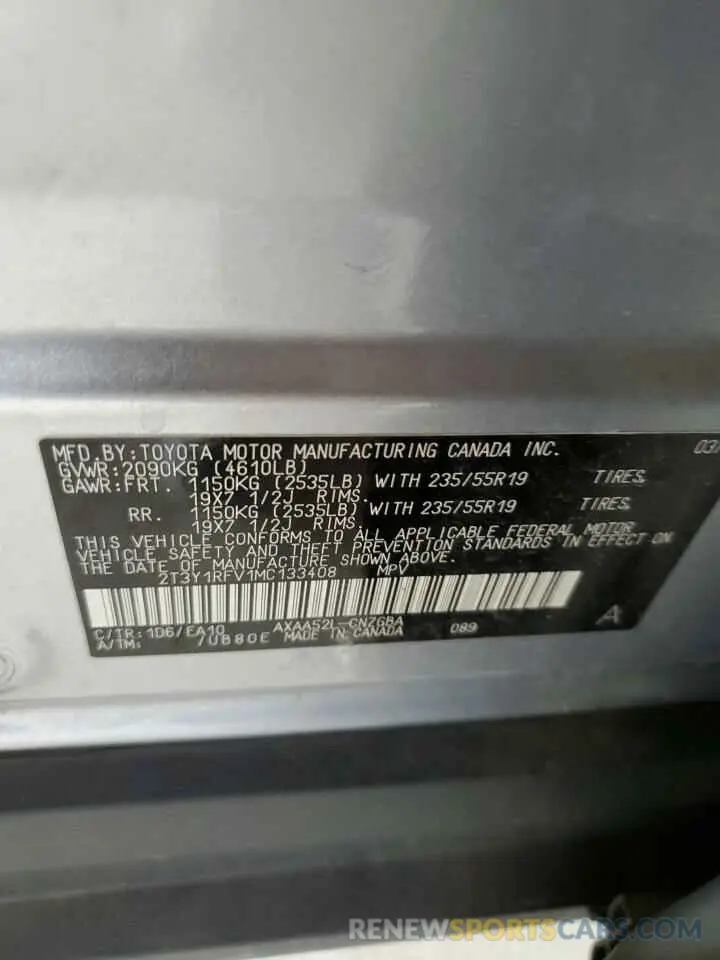 MFD.BY:TOYOTA MOTOR MANUFACTURING CANADA INC. 03/
GVWR:2090KG (4610LB)
GAWR:FRT. 1150KG (2535LB) WITH 235/55R19 TIRES,
19X7 1/2J RIMS.
RR. 1150KG (2535LB) WITH 235/55R19 TIRES,
19X7 1/2J RIMS.
THIS VEHICLE CONFORMS TO ALL APPLICABLE FEDERAL MOTOR
VEHICLE SAFETY AND THEFT PREVENTION STANDARDS IN EFFECT ON
THE DATE OF MANUFACTURE SHOWN ABOVE.
2T3Y1RFV1MC133408 MPV
C/TR:1D6/EA10 AXAA52L-CNZGBA 089 A
A/TM: /UB80E MADE IN CANADA
RENEWSPORTSCARS.COM